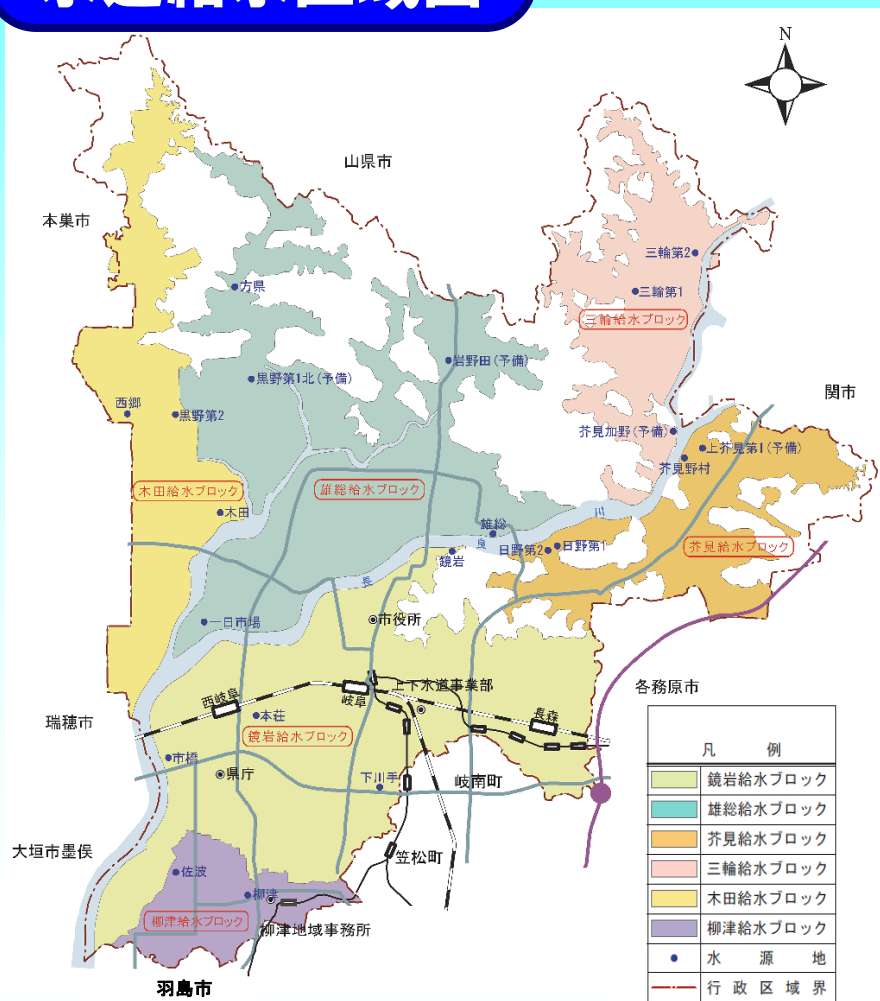 水道給水区域図
N
山県市
本巣市
三輪第2
方県
三輪第1
三輪給水ブロック
岩野田(予備)
黒野第1北(予備)
関市
西郷
黒野第2
芥見加野(予備)
上芥見第1(予備)
芥見野村
木田給水ブロック
雄総給水ブロック
木田
川
雄総
良
日野第2
日野第1
芥見給水ブロック
鏡岩
長
一日市場
市役所
上下水道事業部
各務原市
西岐阜
岐阜
長森
瑞穂市
本荘
鏡岩給水ブロック
市橋
県庁
下川手
岐南町
大垣市墨俣
笠松町
佐波
柳津
柳津給水ブロック
柳津地域事務所
羽島市
凡 例
鏡岩給水ブロック
雄総給水ブロック
芥見給水ブロック
三輪給水ブロック
木田給水ブロック
柳津給水ブロック
水 源 地
行 政 区 域 界